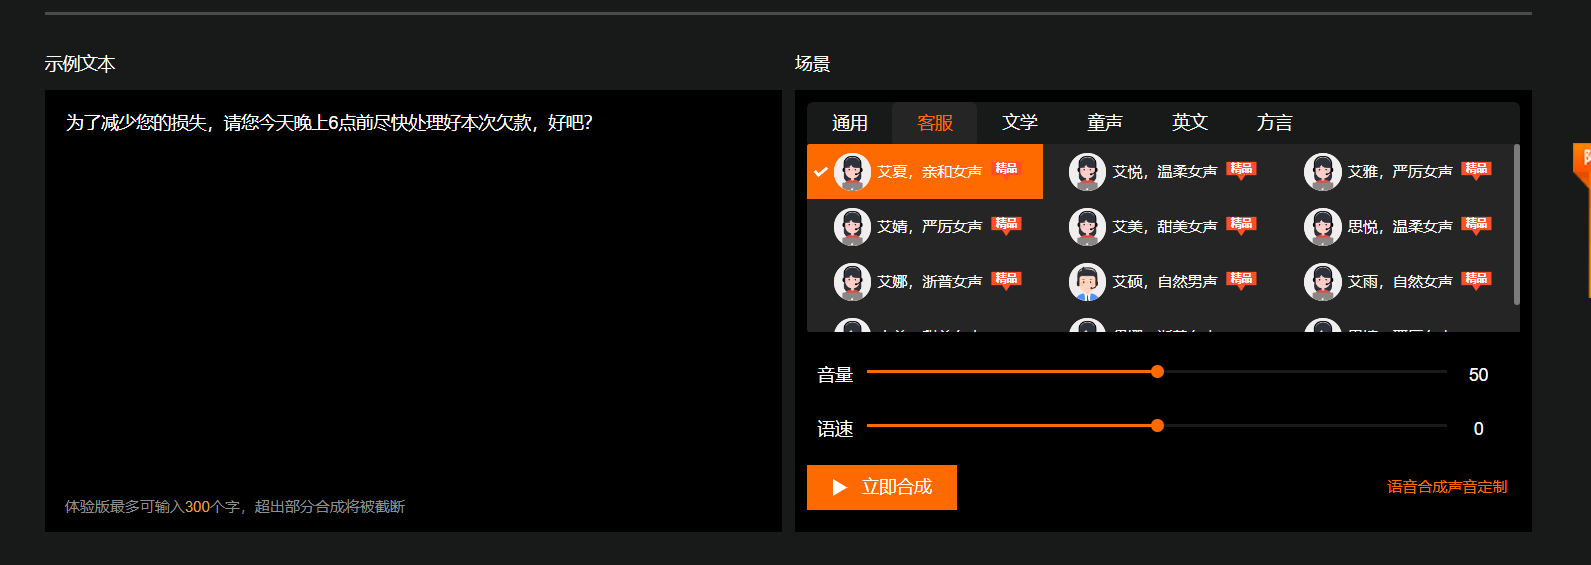 示例文本
为了减少您的损失，请您今天晚上6点前尽快处理好本次欠款，好吧?
体验版最多可输入300个字，超出部分合成将被截断
场景
通用 客服 文学 童声 英文 方言
艾夏，亲和女声 精品 艾悦，温柔女声 精品 艾雅，严厉女声 精品
艾婧，严厉女声 精品 艾美，甜美女声 精品 思悦，温柔女声 精品
艾娜，浙普女声 精品 艾硕，自然男声 精品 艾雨，自然女声 精品
音量 50
语速 0
立即合成 语音合成声音定制